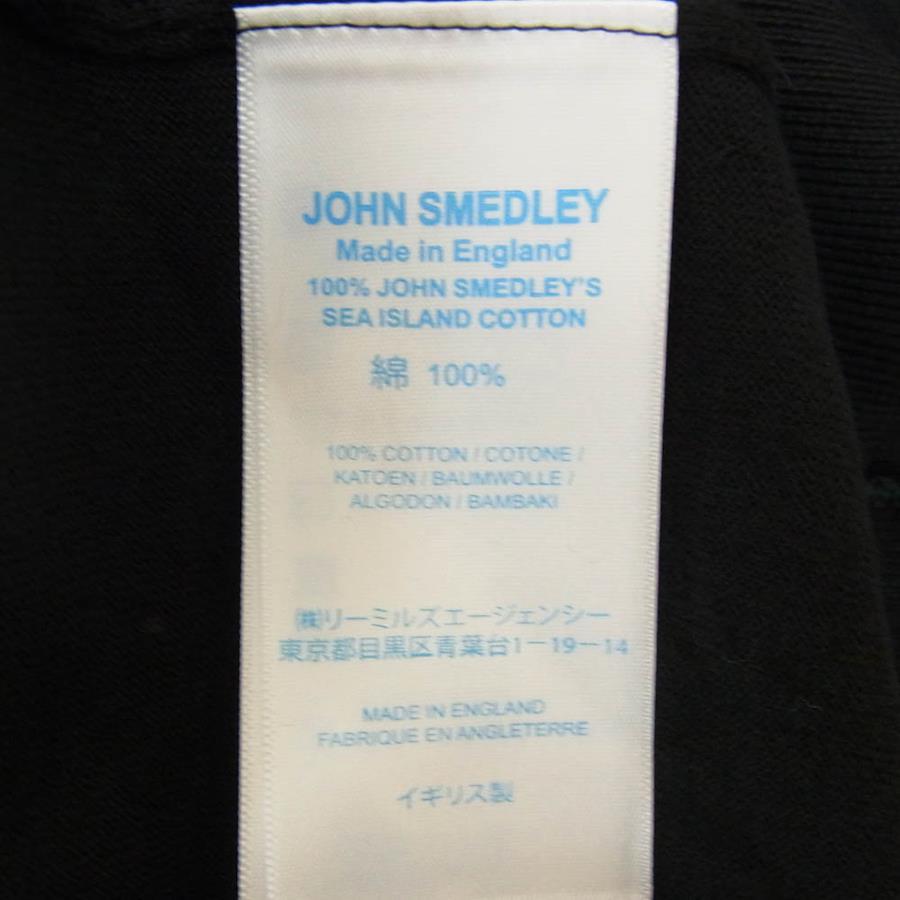 JOHN SMEDLEY
Made in England
100% JOHN SMEDLEY'S
SEA ISLAND COTTON
綿 100%
100% COTTON / COTONE /
KATOEN / BAUMWOLLE /
ALGODON / BAMBAKI
(株)リーミルズエージェンシー
東京都目黒区青葉台1-19-14
MADE IN ENGLAND
FABRIQUE EN ANGLETERRE
イギリス製